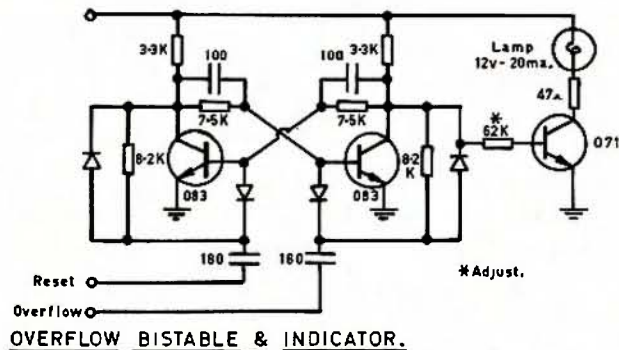 3·3K
100
100
3·3K
Lamp
12v-20ma.
7·5K
7·5K
47Ω
*
62K
071
8·2K
8·2
K
083
083
180
180
*Adjust.
Reset
Overflow
OVERFLOW BISTABLE & INDICATOR.